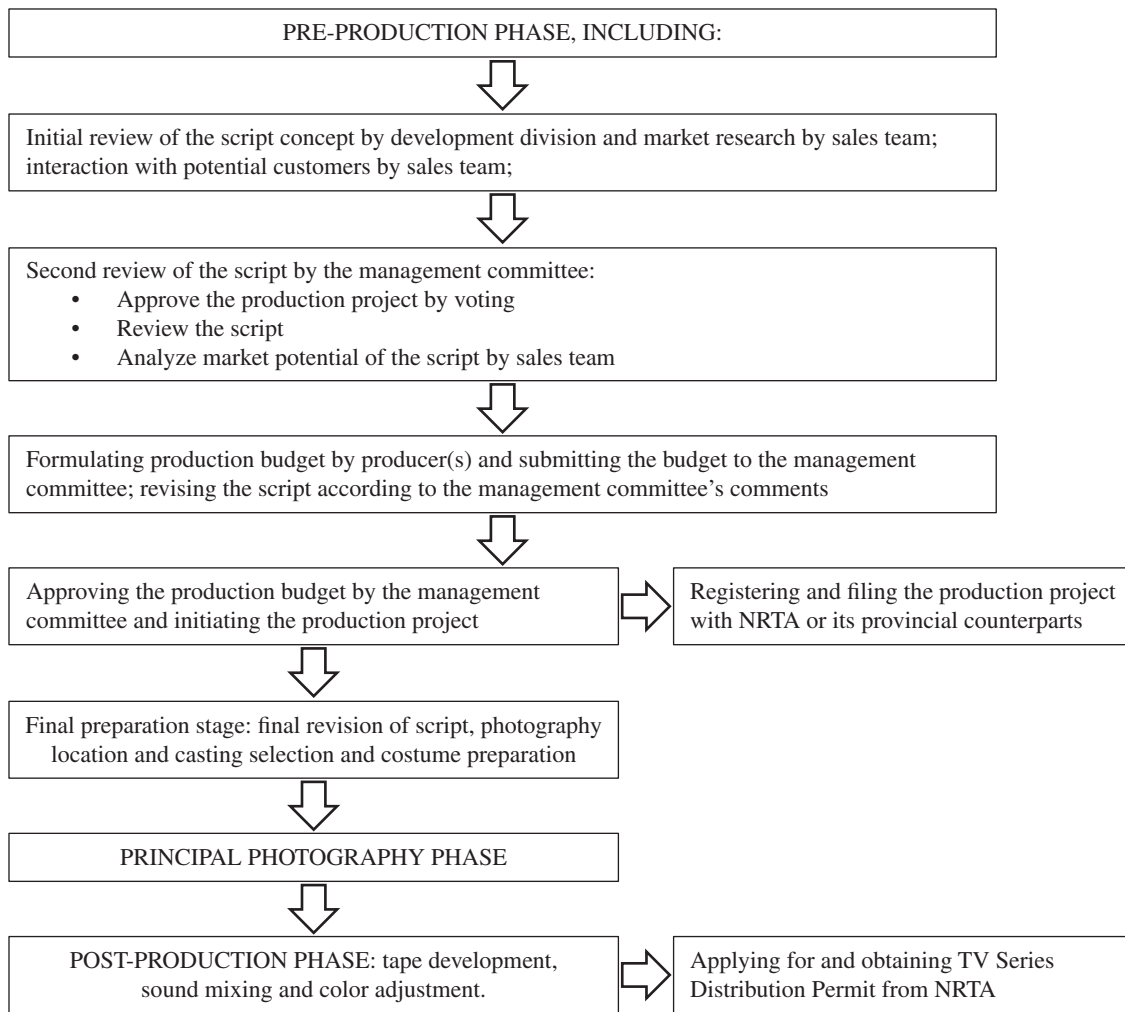 PRE-PRODUCTION PHASE, INCLUDING:
Initial review of the script concept by development division and market research by sales team;
interaction with potential customers by sales team;
Second review of the script by the management committee:
• Approve the production project by voting
• Review the script
• Analyze market potential of the script by sales team
Formulating production budget by producer(s) and submitting the budget to the management
committee; revising the script according to the management committee’s comments
Approving the production budget by the management
committee and initiating the production project
Registering and filing the production project
with NRTA or its provincial counterparts
Final preparation stage: final revision of script, photography
location and casting selection and costume preparation
PRINCIPAL PHOTOGRAPHY PHASE
POST-PRODUCTION PHASE: tape development,
sound mixing and color adjustment.
Applying for and obtaining TV Series
Distribution Permit from NRTA